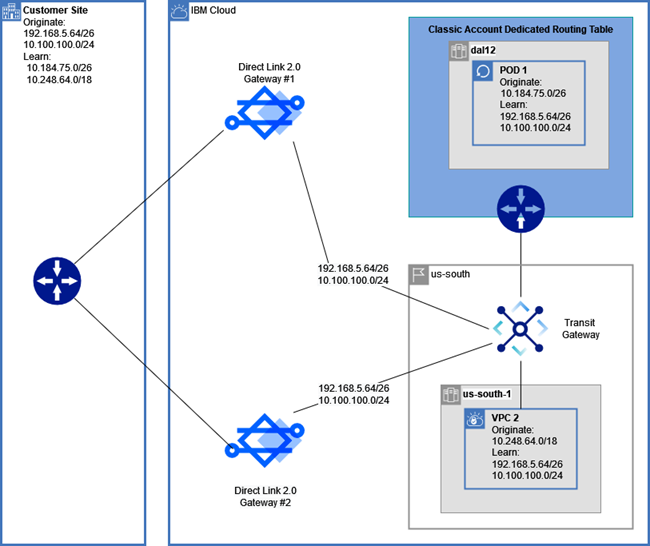 Customer Site
Originate:
192.168.5.64/26
10.100.100.0/24
Learn:
10.184.75.0/26
10.248.64.0/18
IBM Cloud
Direct Link 2.0
Gateway #1
Classic Account Dedicated Routing Table
dal12
POD 1
Originate:
10.184.75.0/26
Learn:
192.168.5.64/26
10.100.100.0/24
192.168.5.64/26
10.100.100.0/24
us-south
Transit
Gateway
192.168.5.64/26
10.100.100.0/24
us-south-1
VPC 2
Originate:
10.248.64.0/18
Learn:
192.168.5.64/26
10.100.100.0/24
Direct Link 2.0
Gateway #2